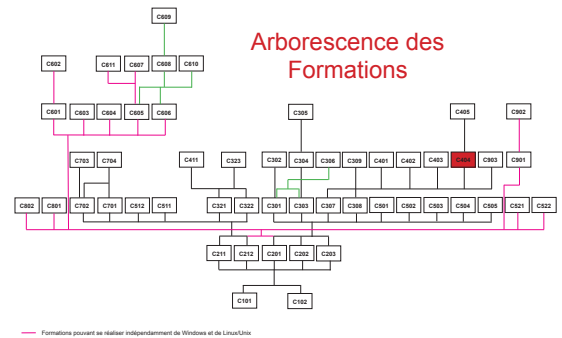 C609
Arborescence des
Formations
C602
C611 C607 C608 C610
C305 C405 C902
C601 C603 C604 C605 C606
C703 C704 C411 C323 C302 C304 C306 C309 C401 C402 C403 C404 C903 C901
C802 C801 C702 C701 C512 C511 C321 C322 C301 C303 C307 C308 C501 C502 C503 C504 C505 C521 C522
C211 C212 C201 C202 C203
C101 C102
Formations pouvant se réaliser indépendamment de Windows et de Linux/Unix